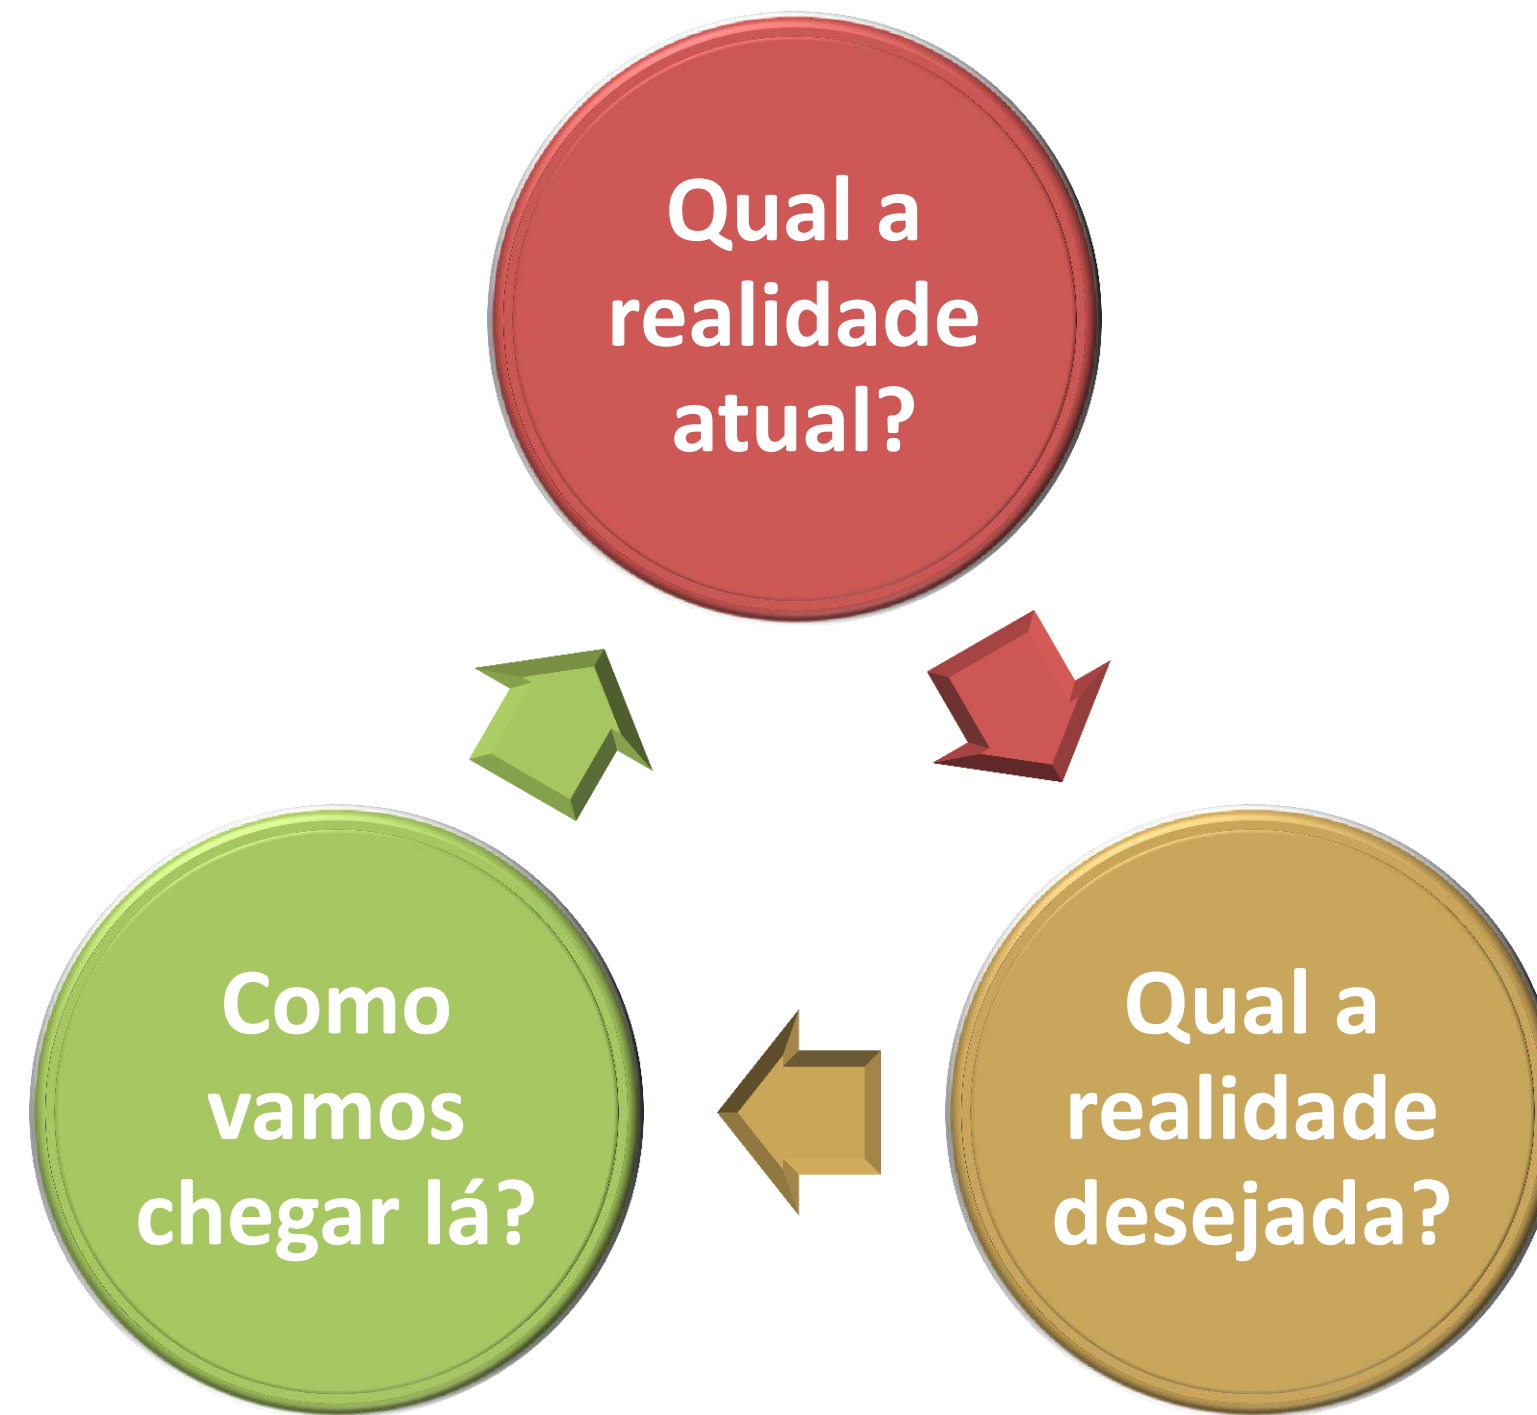 Qual a
realidade
atual?
Qual a
realidade
desejada?
Como
vamos
chegar lá?